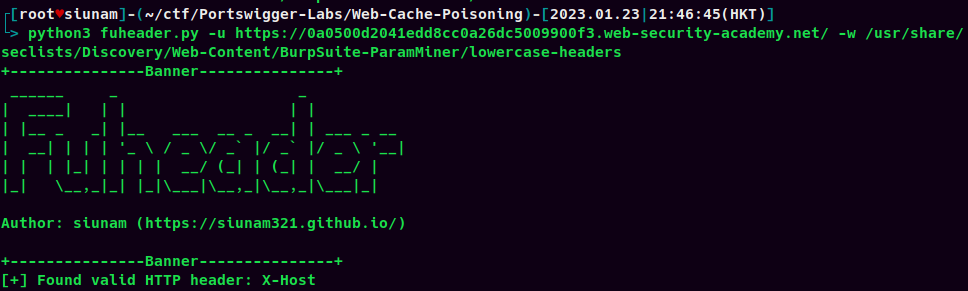 ┌[root♥siunam]-(~/ctf/Portswigger-Labs/Web-Cache-Poisoning)-[2023.01.23|21:46:45(HKT)]
└> python3 fuheader.py -u https://0a0500d2041edd8cc0a26dc5009900f3.web-security-academy.net/ -w /usr/share/
seclists/Discovery/Web-Content/BurpSuite-ParamMiner/lowercase-headers
+---------------Banner---------------+
 ______     _                    _
|  ____|   | |                  | |
| |__ _   _| |__   ___  __ _  __| | ___ _ __
|  __| | | | '_ \ / _ \/ _` |/ _` |/ _ \ '__|
| |  | |_| | | | |  __/ (_| | (_| |  __/ |
|_|   \__,_|_| |_|\___|\__,_|\__,_|\___|_|
Author: siunam (https://siunam321.github.io/)
+---------------Banner---------------+
[+] Found valid HTTP header: X-Host